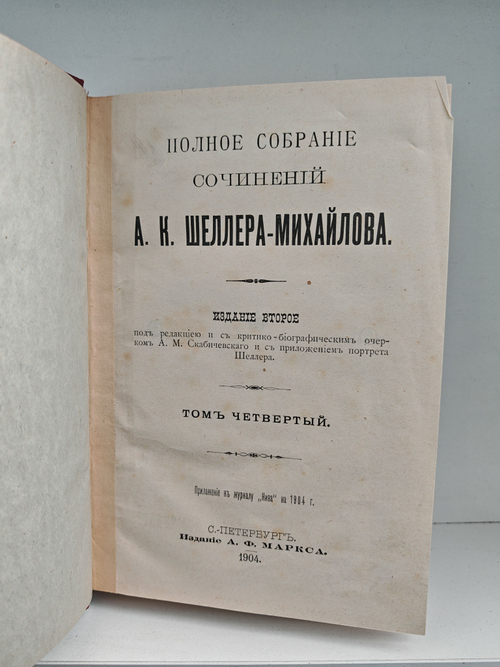 ПОЛНОЕ СОБРАНІЕ
СОЧИНЕНІЙ
А. К. ШЕЛЛЕРА-МИХАЙЛОВА.
ИЗДАНІЕ ВТОРОЕ
подъ редакціею и съ критико-біографическимъ очер-
комъ А. М. Скабичевскаго и съ приложеніемъ портрета
Шеллера.
ТОМЪ ЧЕТВЕРТЫЙ.
Приложеніе къ журналу „Нива" на 1904 г.
С.-ПЕТЕРБУРГЪ.
Изданіе А. Ф. МАРКСА.
1904.